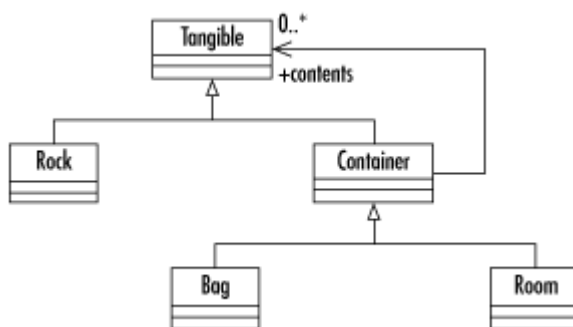 Tangible
0..*
+contents
Rock
Container
Bag
Room